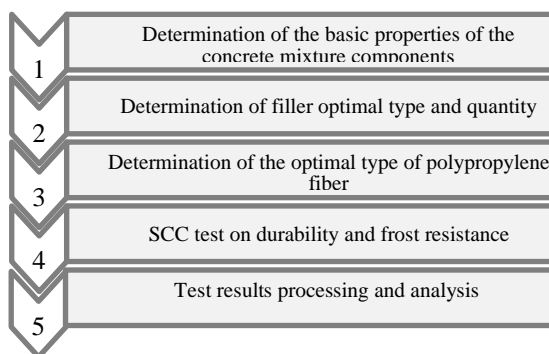 1
Determination of the basic properties of the
concrete mixture components
2
Determination of filler optimal type and quantity
3
Determination of the optimal type of polypropylene
fiber
4
SCC test on durability and frost resistance
5
Test results processing and analysis